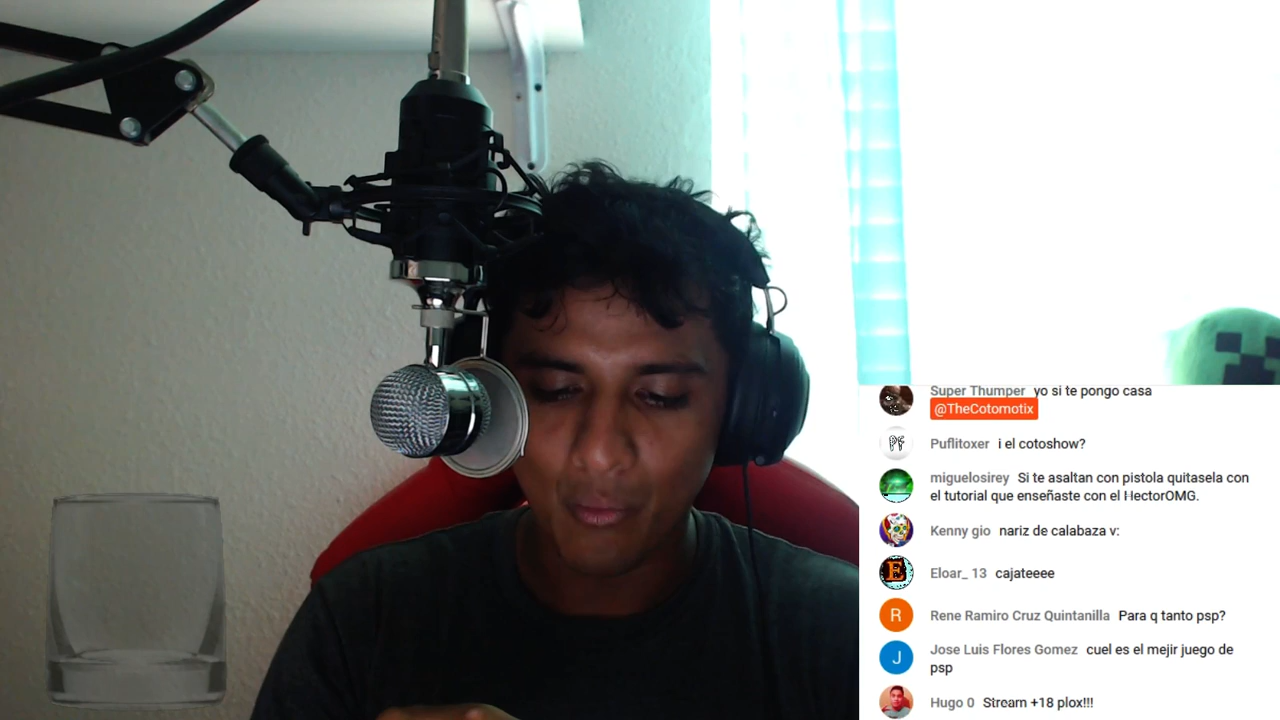 Super Thumper yo si te pongo casa
@TheCotomotix
Puflitoxer i el cotoshow?
miguelosirey Si te asaltan con pistola quitasela con
el tutorial que enseñaste con el HectorOMG.
Kenny gio nariz de calabaza v:
E
Eloar_ 13 cajateeee
R
Rene Ramiro Cruz Quintanilla Para q tanto psp?
J
Jose Luis Flores Gomez cuel es el mejir juego de
psp
Hugo 0 Stream +18 plox!!!